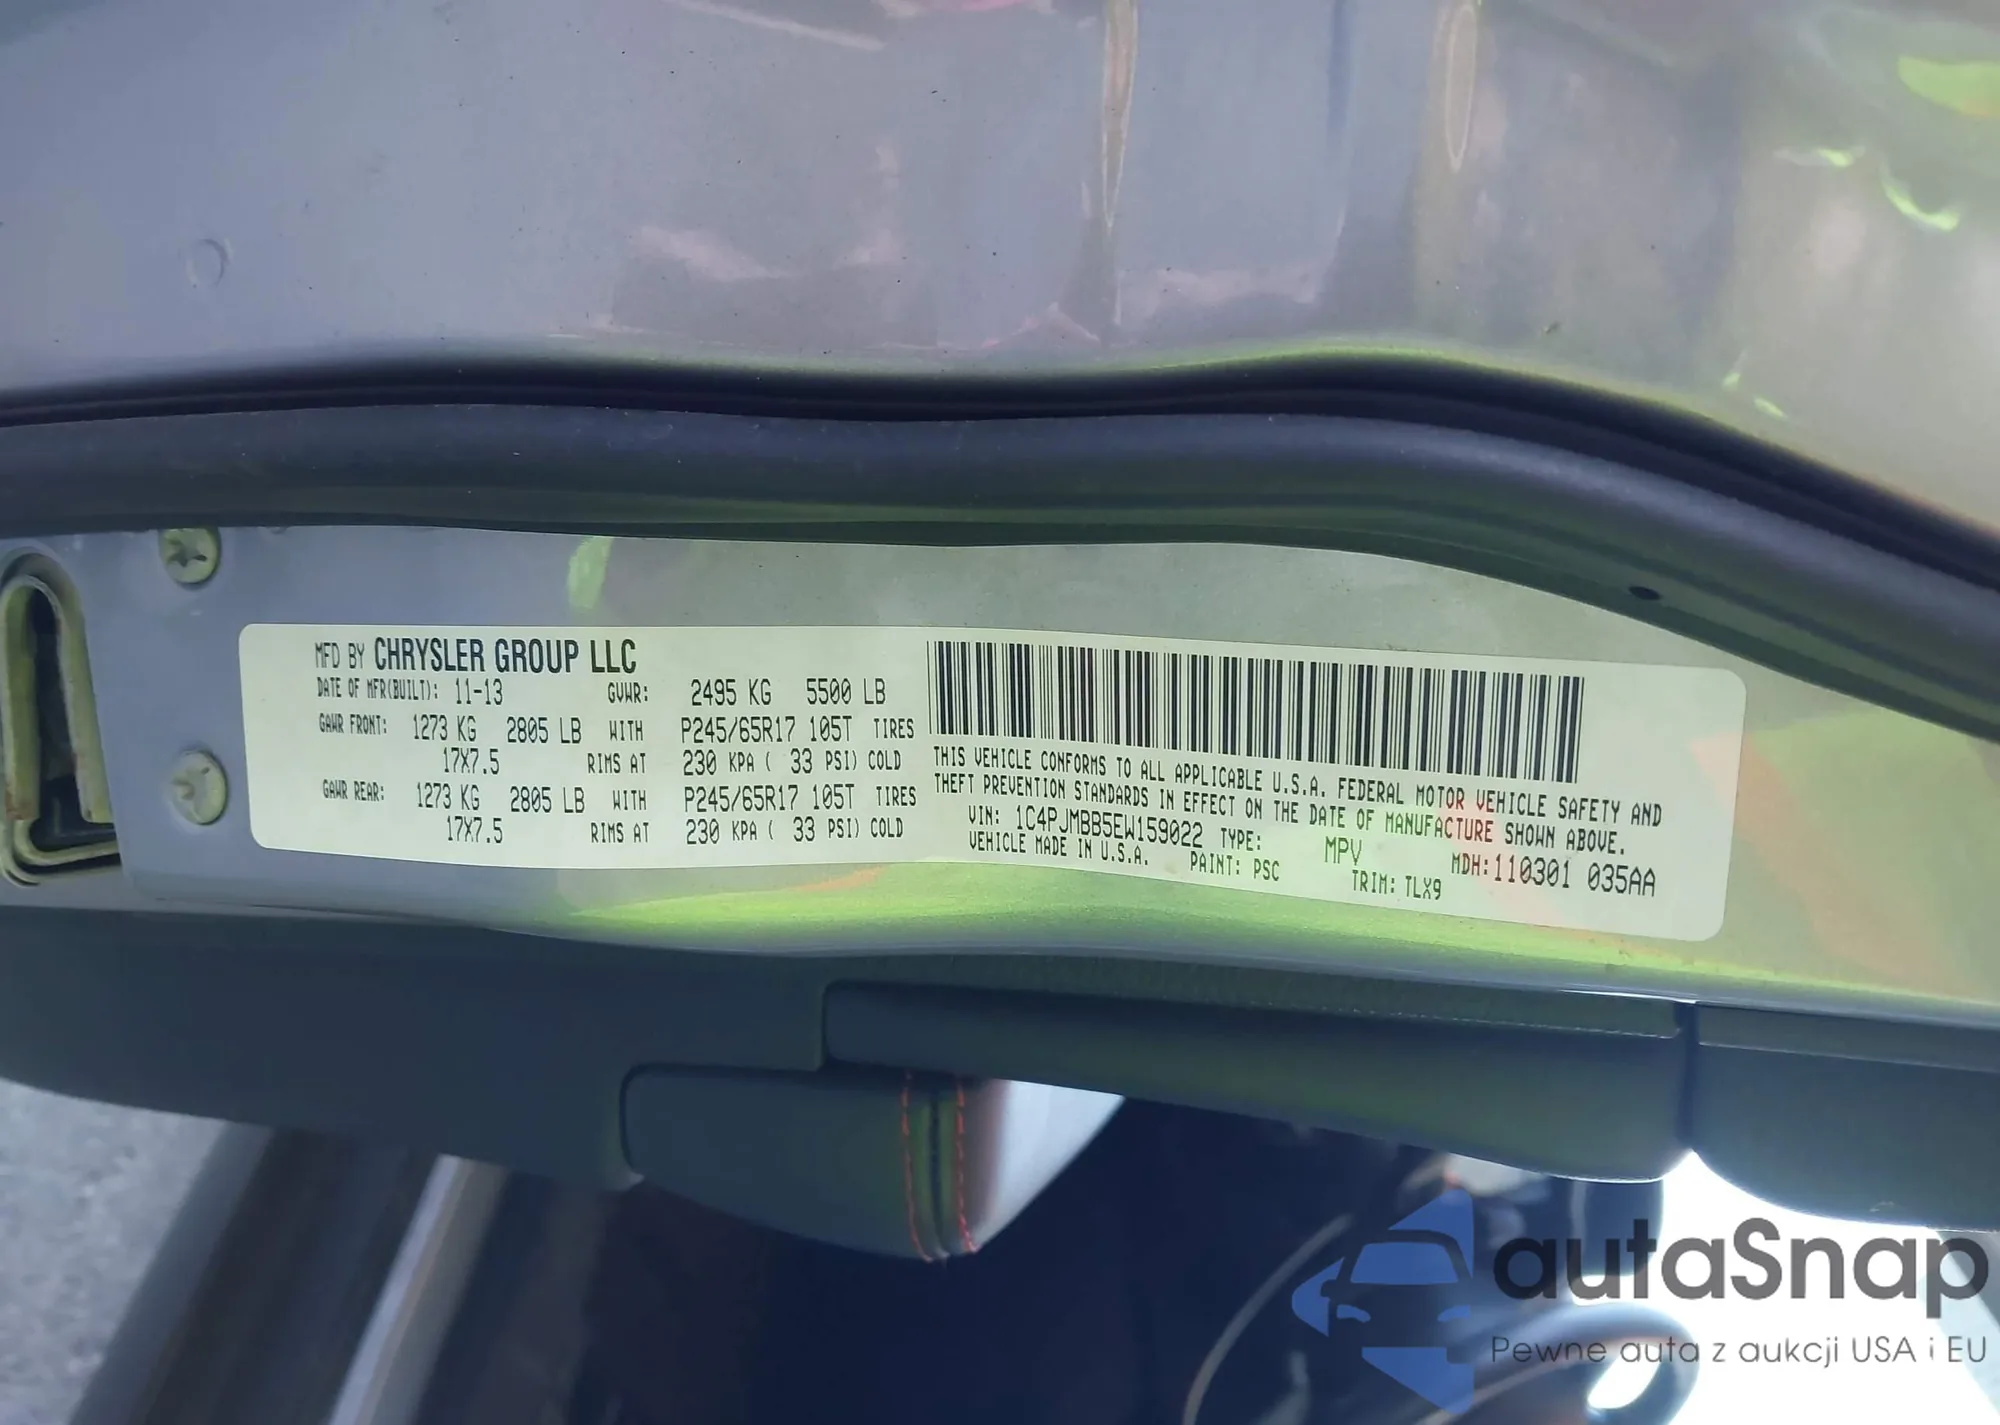 MFD BY CHRYSLER GROUP LLC
DATE OF MFR(BUILT): 11-13 GVWR: 2495 KG 5500 LB
GAWR FRONT: 1273 KG 2805 LB WITH P245/65R17 105T TIRES
17X7.5 RIMS AT 230 KPA ( 33 PSI) COLD
GAWR REAR: 1273 KG 2805 LB WITH P245/65R17 105T TIRES
17X7.5 RIMS AT 230 KPA ( 33 PSI) COLD
THIS VEHICLE CONFORMS TO ALL APPLICABLE U.S.A. FEDERAL MOTOR VEHICLE SAFETY AND
THEFT PREVENTION STANDARDS IN EFFECT ON THE DATE OF MANUFACTURE SHOWN ABOVE.
VIN: 1C4PJMBB5EW159022 TYPE: MPV MDH:110301 035AA
VEHICLE MADE IN U.S.A. PAINT: PSC TRIM: TLX9
autaSnap
Pewne auta z aukcji USA i EU